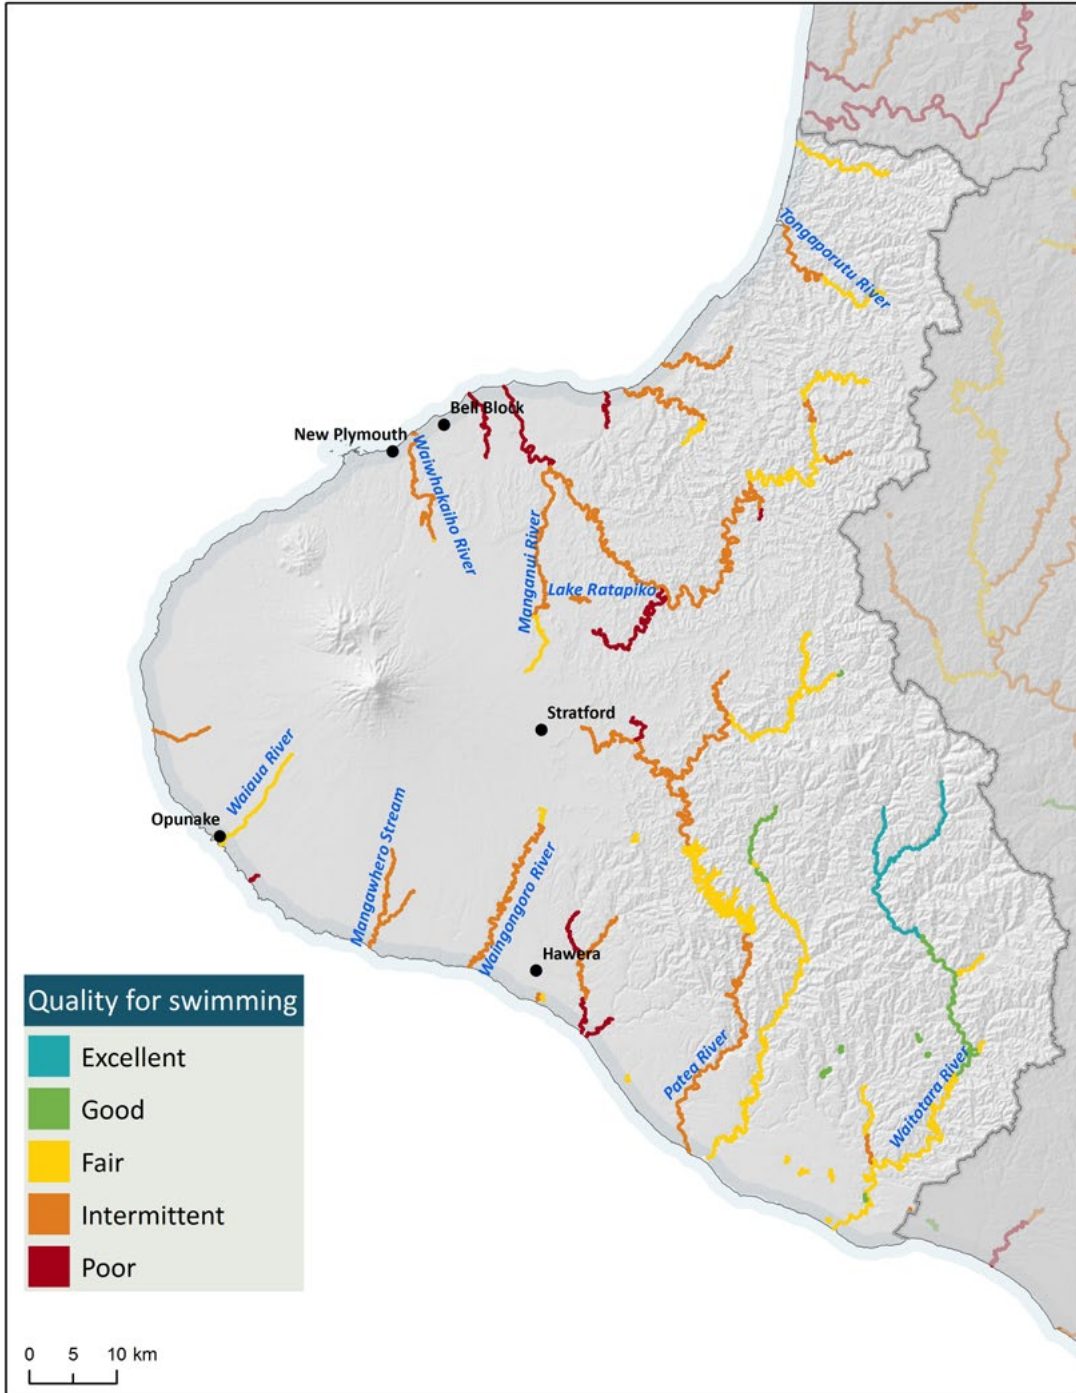 Tongaporutu River
Bell Block
New Plymouth
Waiwhakaiho River
Manganui River
Lake Ratapiko
Stratford
Waiaua River
Opunake
Mangawhero Stream
Waingongoro River
Hawera
Patea River
Waitotara River
Quality for swimming
Excellent
Good
Fair
Intermittent
Poor
0 5 10 km